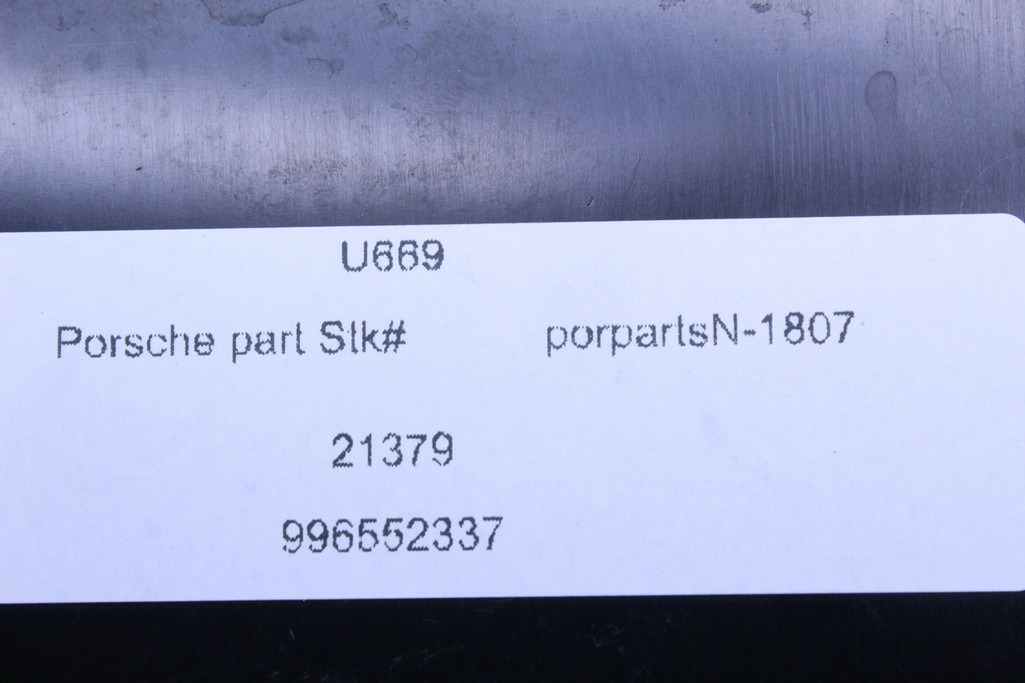 U669
Porsche part Stk# porpartsN-1807
21379
996552337